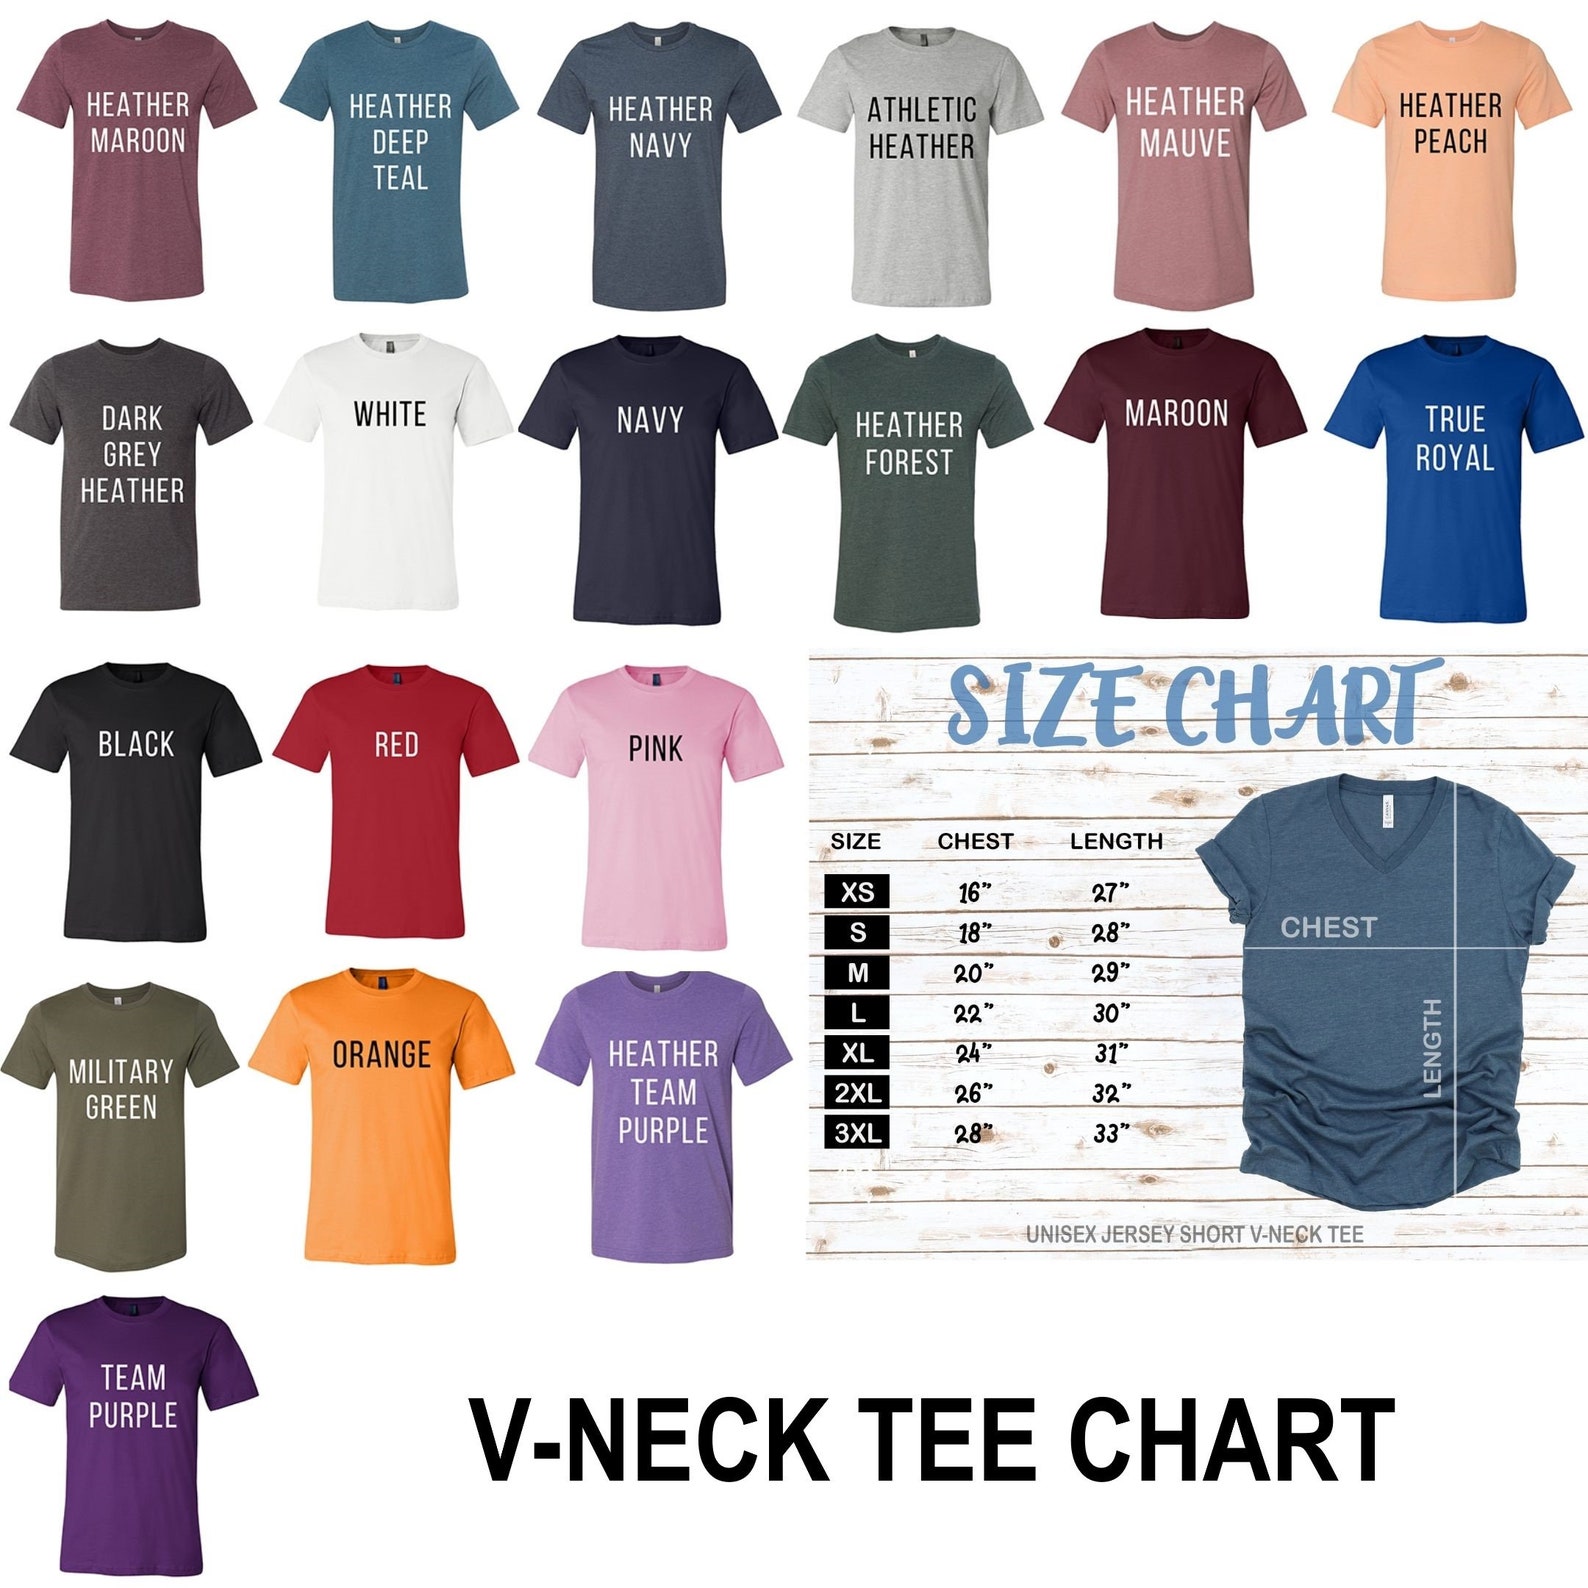 HEATHER
MAROON
HEATHER
DEEP
TEAL
HEATHER
NAVY
ATHLETIC
HEATHER
HEATHER
MAUVE
HEATHER
PEACH
DARK
GREY
HEATHER
WHITE
NAVY
HEATHER
FOREST
MAROON
TRUE
ROYAL
BLACK
RED
PINK
MILITARY
GREEN
ORANGE
HEATHER
TEAM
PURPLE
SIZE CHART
SIZE CHEST LENGTH
XS 16” 27”
S 18” 28”
M 20” 29”
L 22” 30”
XL 24” 31”
2XL 26” 32”
3XL 28” 33”
CHEST
LENGTH
UNISEX JERSEY SHORT V-NECK TEE
TEAM
PURPLE
V-NECK TEE CHART